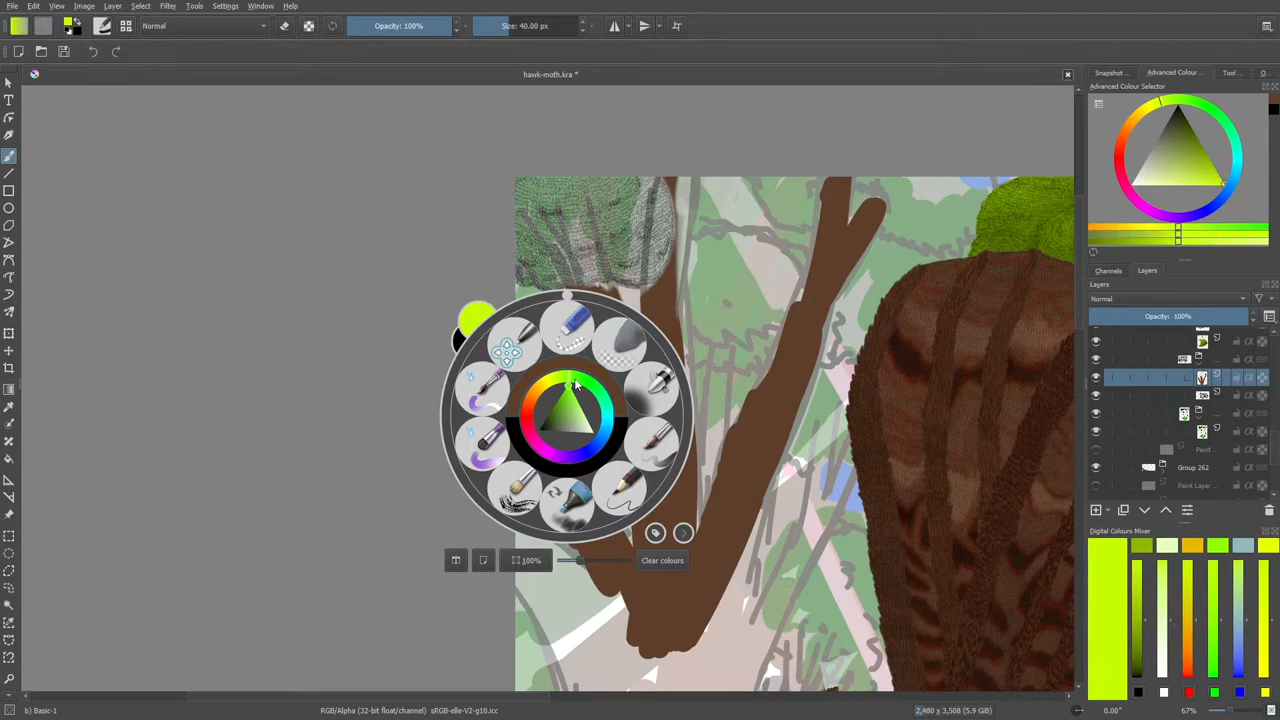 File Edit View Image Layer Select Filter Tools Settings Window Help
Normal Opacity: 100% Size: 40.00 px
hawk-moth.kra *
Snapshot ... Advanced Colour ... Tool ... O...
Advanced Colour Selector
Channels Layers
Layers
Normal
Opacity: 100%
...
...
Paint ...
Group 262
Paint Layer ...
Digital Colours Mixer
100% Clear colours
b) Basic-1 RGB/Alpha (32-bit float/channel) sRGB-elle-V2-g10.icc 2,480 x 3,508 (5.9 GiB) 0.00° 67%